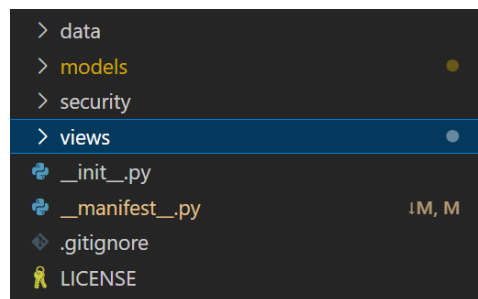 data
models
security
views
__init__.py
__manifest__.py ↓M, M
.gitignore
LICENSE